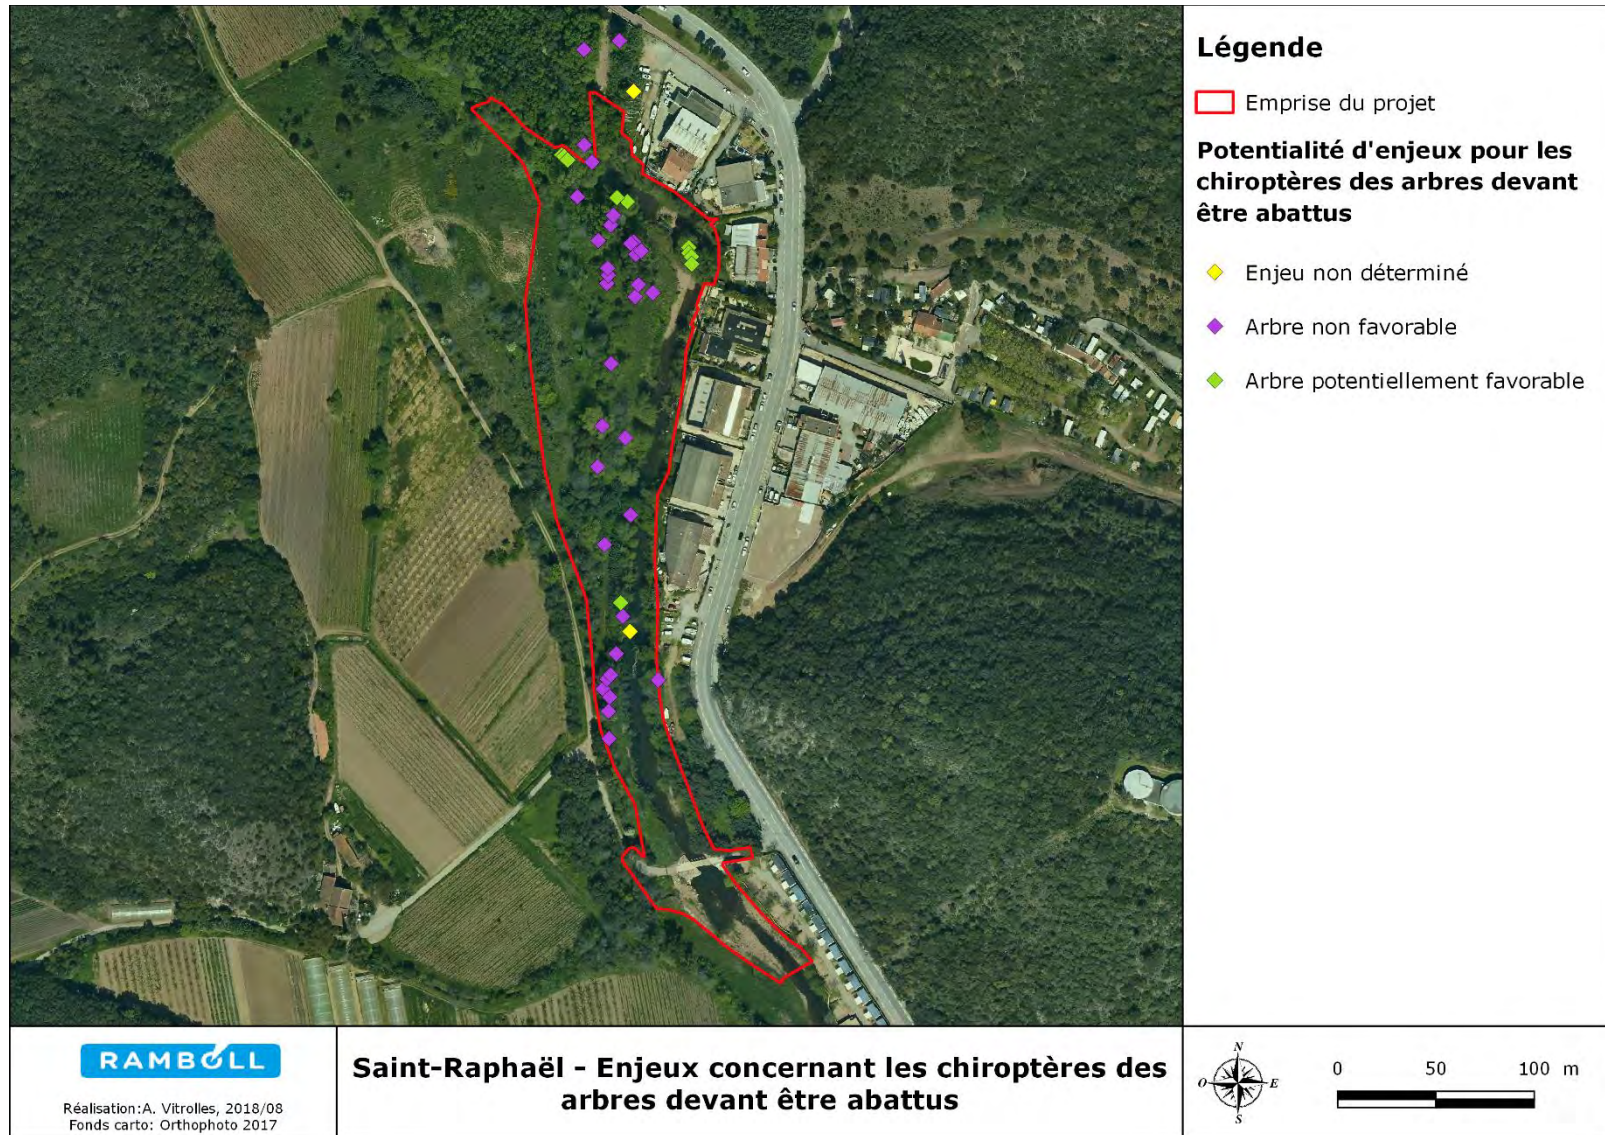 Légende
Emprise du projet
Potentialité d'enjeux pour les
chiroptères des arbres devant
être abattus
Enjeu non déterminé
Arbre non favorable
Arbre potentiellement favorable
RAMBOLL
Réalisation:A. Vitrolles, 2018/08
Fonds carto: Orthophoto 2017
Saint-Raphaël - Enjeux concernant les chiroptères des
arbres devant être abattus
N
O
E
S
0 50 100 m